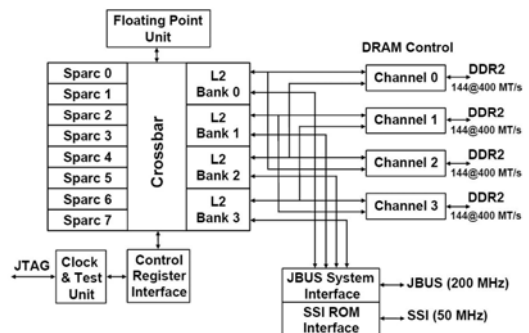 Floating Point
Unit
DRAM Control
Sparc 0
Sparc 1
Sparc 2
Sparc 3
Sparc 4
Sparc 5
Sparc 6
Sparc 7
Crossbar
L2
Bank 0
L2
Bank 1
L2
Bank 2
L2
Bank 3
Channel 0
DDR2
144@400 MT/s
Channel 1
DDR2
144@400 MT/s
Channel 2
DDR2
144@400 MT/s
Channel 3
DDR2
144@400 MT/s
JTAG
Clock
& Test
Unit
Control
Register
Interface
JBUS System
Interface
JBUS (200 MHz)
SSI ROM
Interface
SSI (50 MHz)